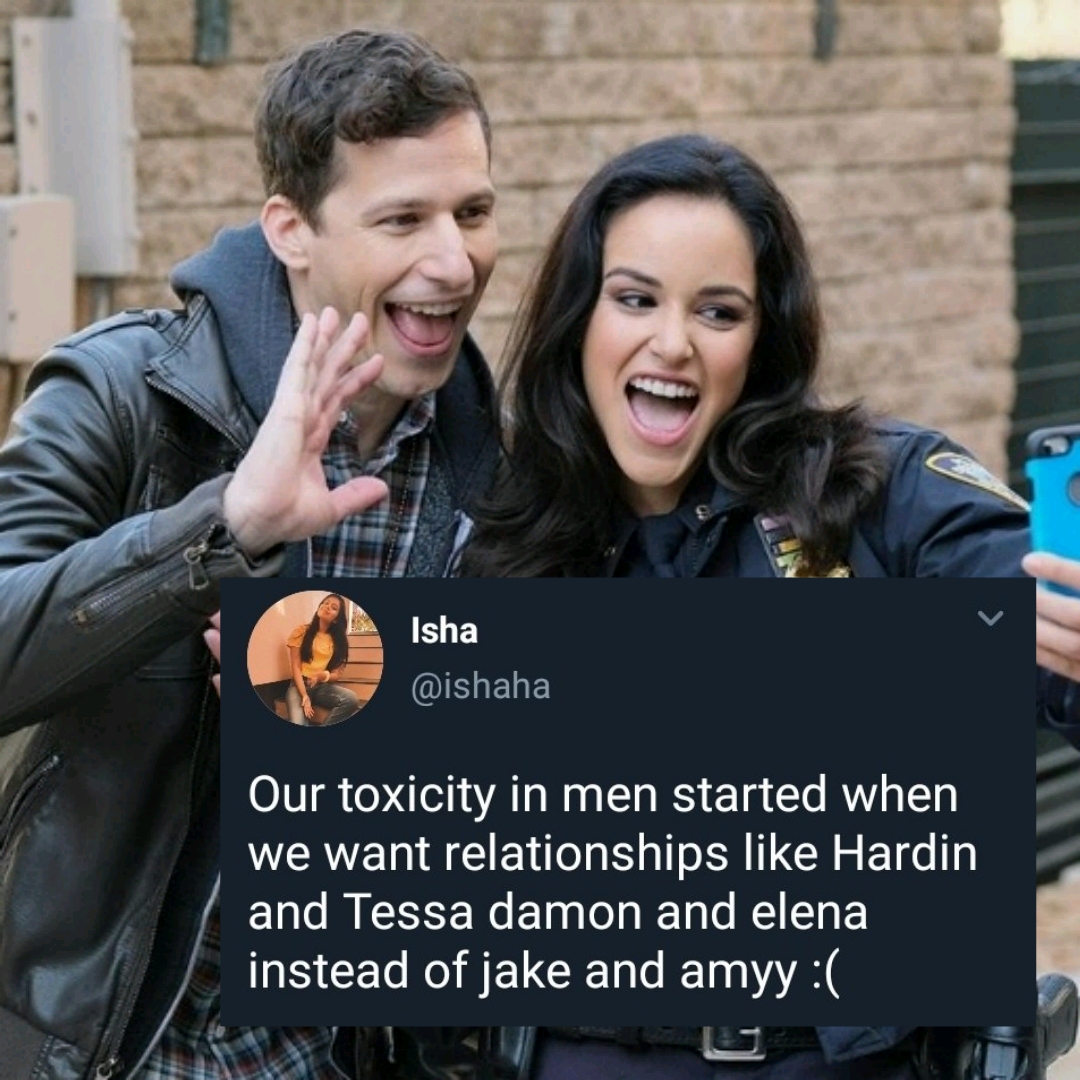 Isha
@ishaha
Our toxicity in men started when
we want relationships like Hardin
and Tessa damon and elena
instead of jake and amyy :(